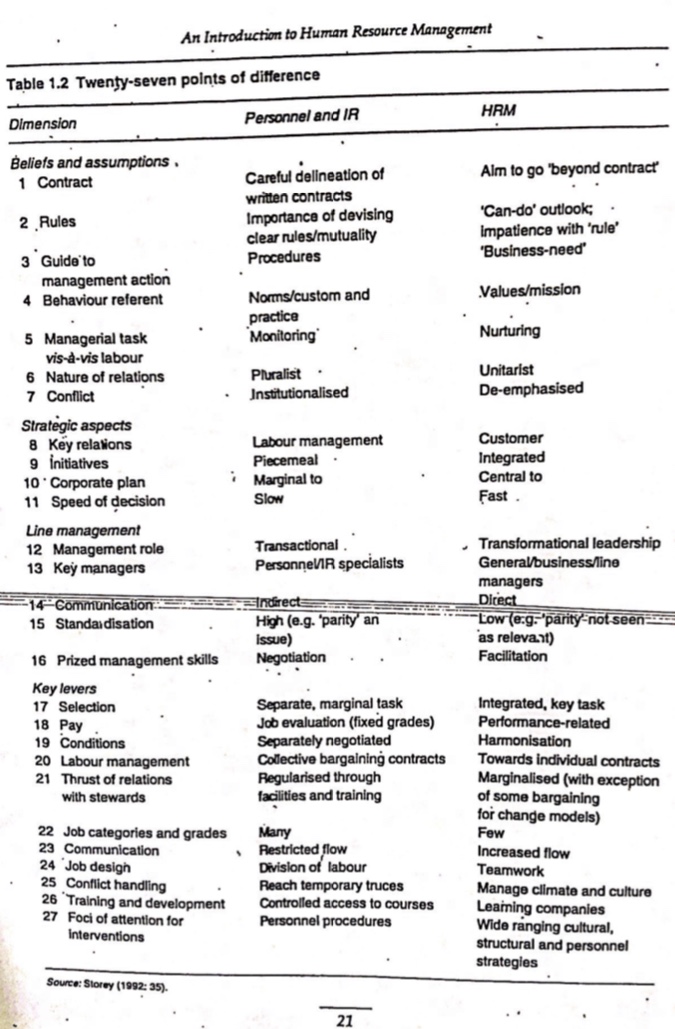 An Introduction to Human Resource Management
Table 1.2 Twenty-seven points of difference
Dimension Personnel and IR HRM
Beliefs and assumptions
1 Contract Careful delineation of written contracts Aim to go 'beyond contract'
2 Rules Importance of devising clear rules/mutuality 'Can-do' outlook; Impatience with 'rule'
3 Guide to management action Procedures 'Business-need'
4 Behaviour referent Norms/custom and practice Values/mission
5 Managerial task vis-à-vis labour Monitoring Nurturing
6 Nature of relations Pluralist Unitarist
7 Conflict Institutionalised De-emphasised
Strategic aspects
8 Key relations Labour management Customer
9 Initiatives Piecemeal Integrated
10 Corporate plan Marginal to Central to
11 Speed of decision Slow Fast
Line management
12 Management role Transactional Transformational leadership
13 Key managers Personnel/IR specialists General/business/line managers
14 Communication Indirect Direct
15 Standardisation High (e.g. 'parity' an issue) Low (e.g. 'parity' not seen as relevant)
16 Prized management skills Negotiation Facilitation
Key levers
17 Selection Separate, marginal task Integrated, key task
18 Pay Job evaluation (fixed grades) Performance-related
19 Conditions Separately negotiated Harmonisation
20 Labour management Collective bargaining contracts Towards individual contracts
21 Thrust of relations with stewards Regularised through facilities and training Marginalised (with exception of some bargaining for change models)
22 Job categories and grades Many Few
23 Communication Restricted flow Increased flow
24 Job design Division of labour Teamwork
25 Conflict handling Reach temporary truces Manage climate and culture
26 Training and development Controlled access to courses Learning companies
27 Foci of attention for interventions Personnel procedures Wide ranging cultural, structural and personnel strategies
Source: Storey (1992: 35).
21